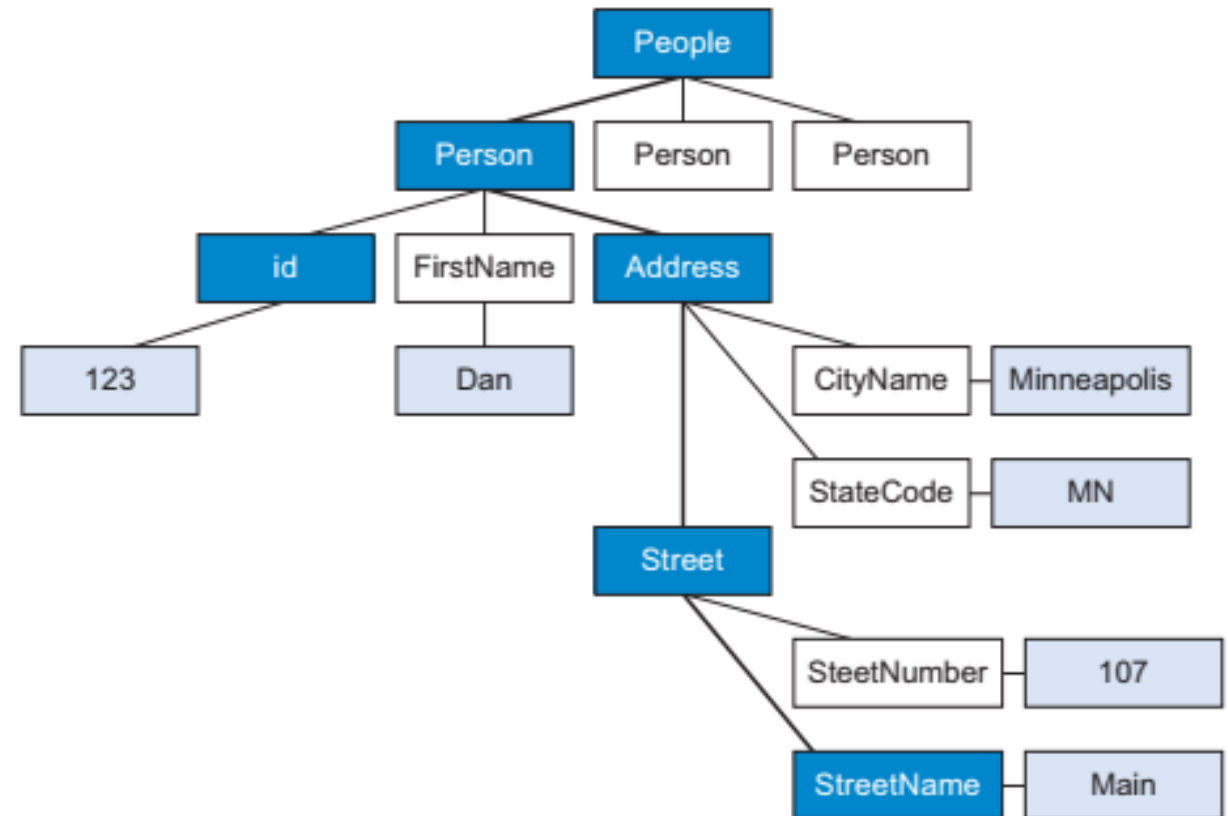 People
Person
Person
Person
id
FirstName
Address
123
Dan
CityName
Minneapolis
StateCode
MN
Street
SteetNumber
107
StreetName
Main